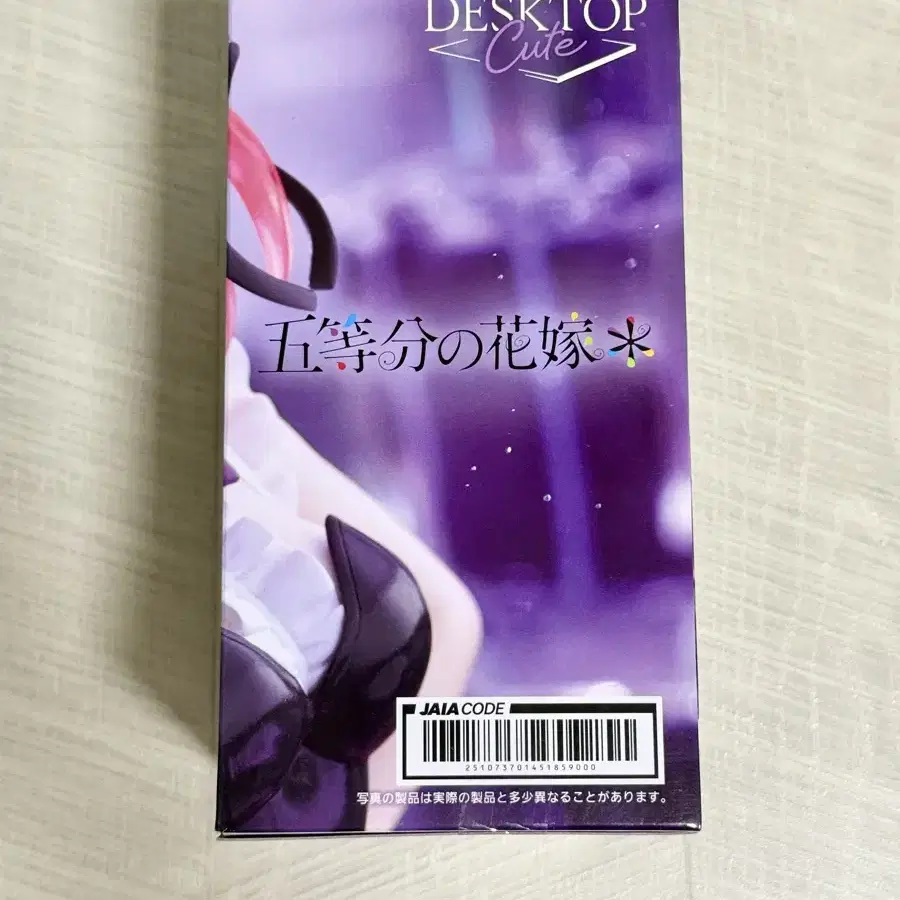 DESKTOP
Cute
五等分の花嫁*
JAIA CODE
251073701451859000
写真の製品は実際の製品と多少異なることがあります。